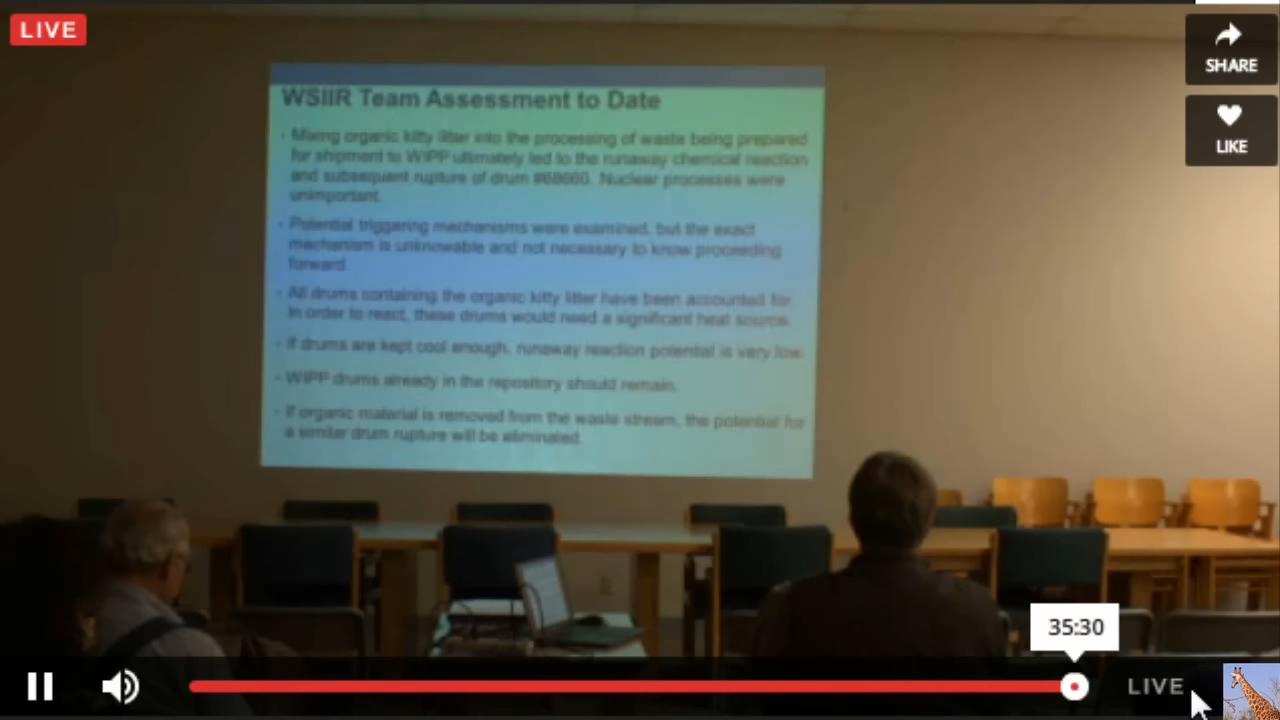 LIVE
SHARE
LIKE
WSIIR Team Assessment to Date
- Mixing organic kitty litter into the processing of waste being prepared
for shipment to WIPP ultimately led to the runaway chemical reaction
and subsequent rupture of drum #68660. Nuclear processes were
unimportant.
- Potential triggering mechanisms were examined, but the exact
mechanism is unknowable and not necessary to know proceeding
forward.
- All drums containing the organic kitty litter have been accounted for.
In order to react, these drums would need a significant heat source.
- If drums are kept cool enough, runaway reaction potential is very low.
- WIPP drums already in the repository should remain.
- If organic material is removed from the waste stream, the potential for
a similar drum rupture will be eliminated.
35:30
LIVE